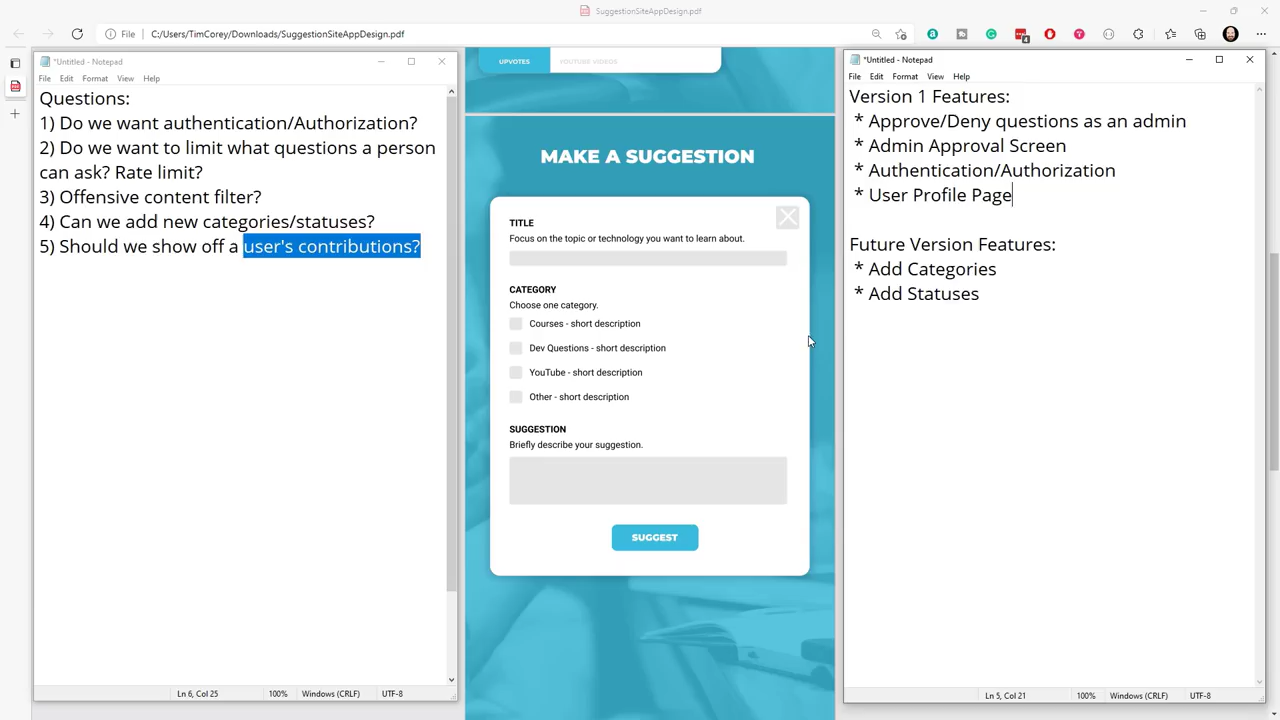 SuggestionSiteAppDesign.pdf
File C:/Users/TimCorey/Downloads/SuggestionSiteAppDesign.pdf
*Untitled - Notepad
File Edit Format View Help
Questions:
1) Do we want authentication/Authorization?
2) Do we want to limit what questions a person
can ask? Rate limit?
3) Offensive content filter?
4) Can we add new categories/statuses?
5) Should we show off a user's contributions?
Ln 6, Col 25 100% Windows (CRLF) UTF-8
UPVOTES YOUTUBE VIDEOS
MAKE A SUGGESTION
TITLE
Focus on the topic or technology you want to learn about.
CATEGORY
Choose one category.
Courses - short description
Dev Questions - short description
YouTube - short description
Other - short description
SUGGESTION
Briefly describe your suggestion.
SUGGEST
*Untitled - Notepad
File Edit Format View Help
Version 1 Features:
* Approve/Deny questions as an admin
* Admin Approval Screen
* Authentication/Authorization
* User Profile Page
Future Version Features:
* Add Categories
* Add Statuses
Ln 5, Col 21 100% Windows (CRLF) UTF-8